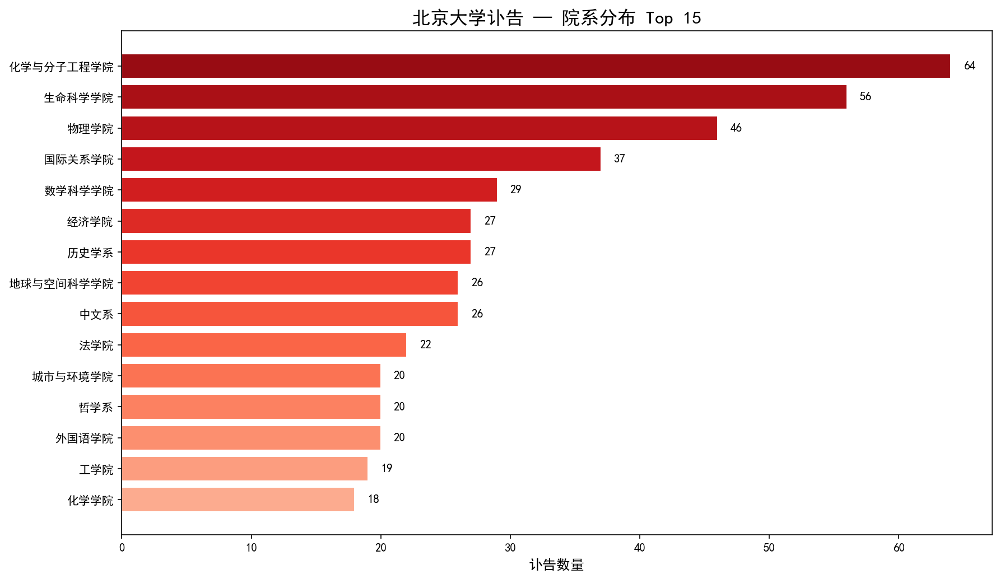 北京大学讣告 — 院系分布 Top 15
化学与分子工程学院 64
生命科学学院 56
物理学院 46
国际关系学院 37
数学科学学院 29
经济学院 27
历史学系 27
地球与空间科学学院 26
中文系 26
法学院 22
城市与环境学院 20
哲学系 20
外国语学院 20
工学院 19
化学学院 18
0 10 20 30 40 50 60
讣告数量